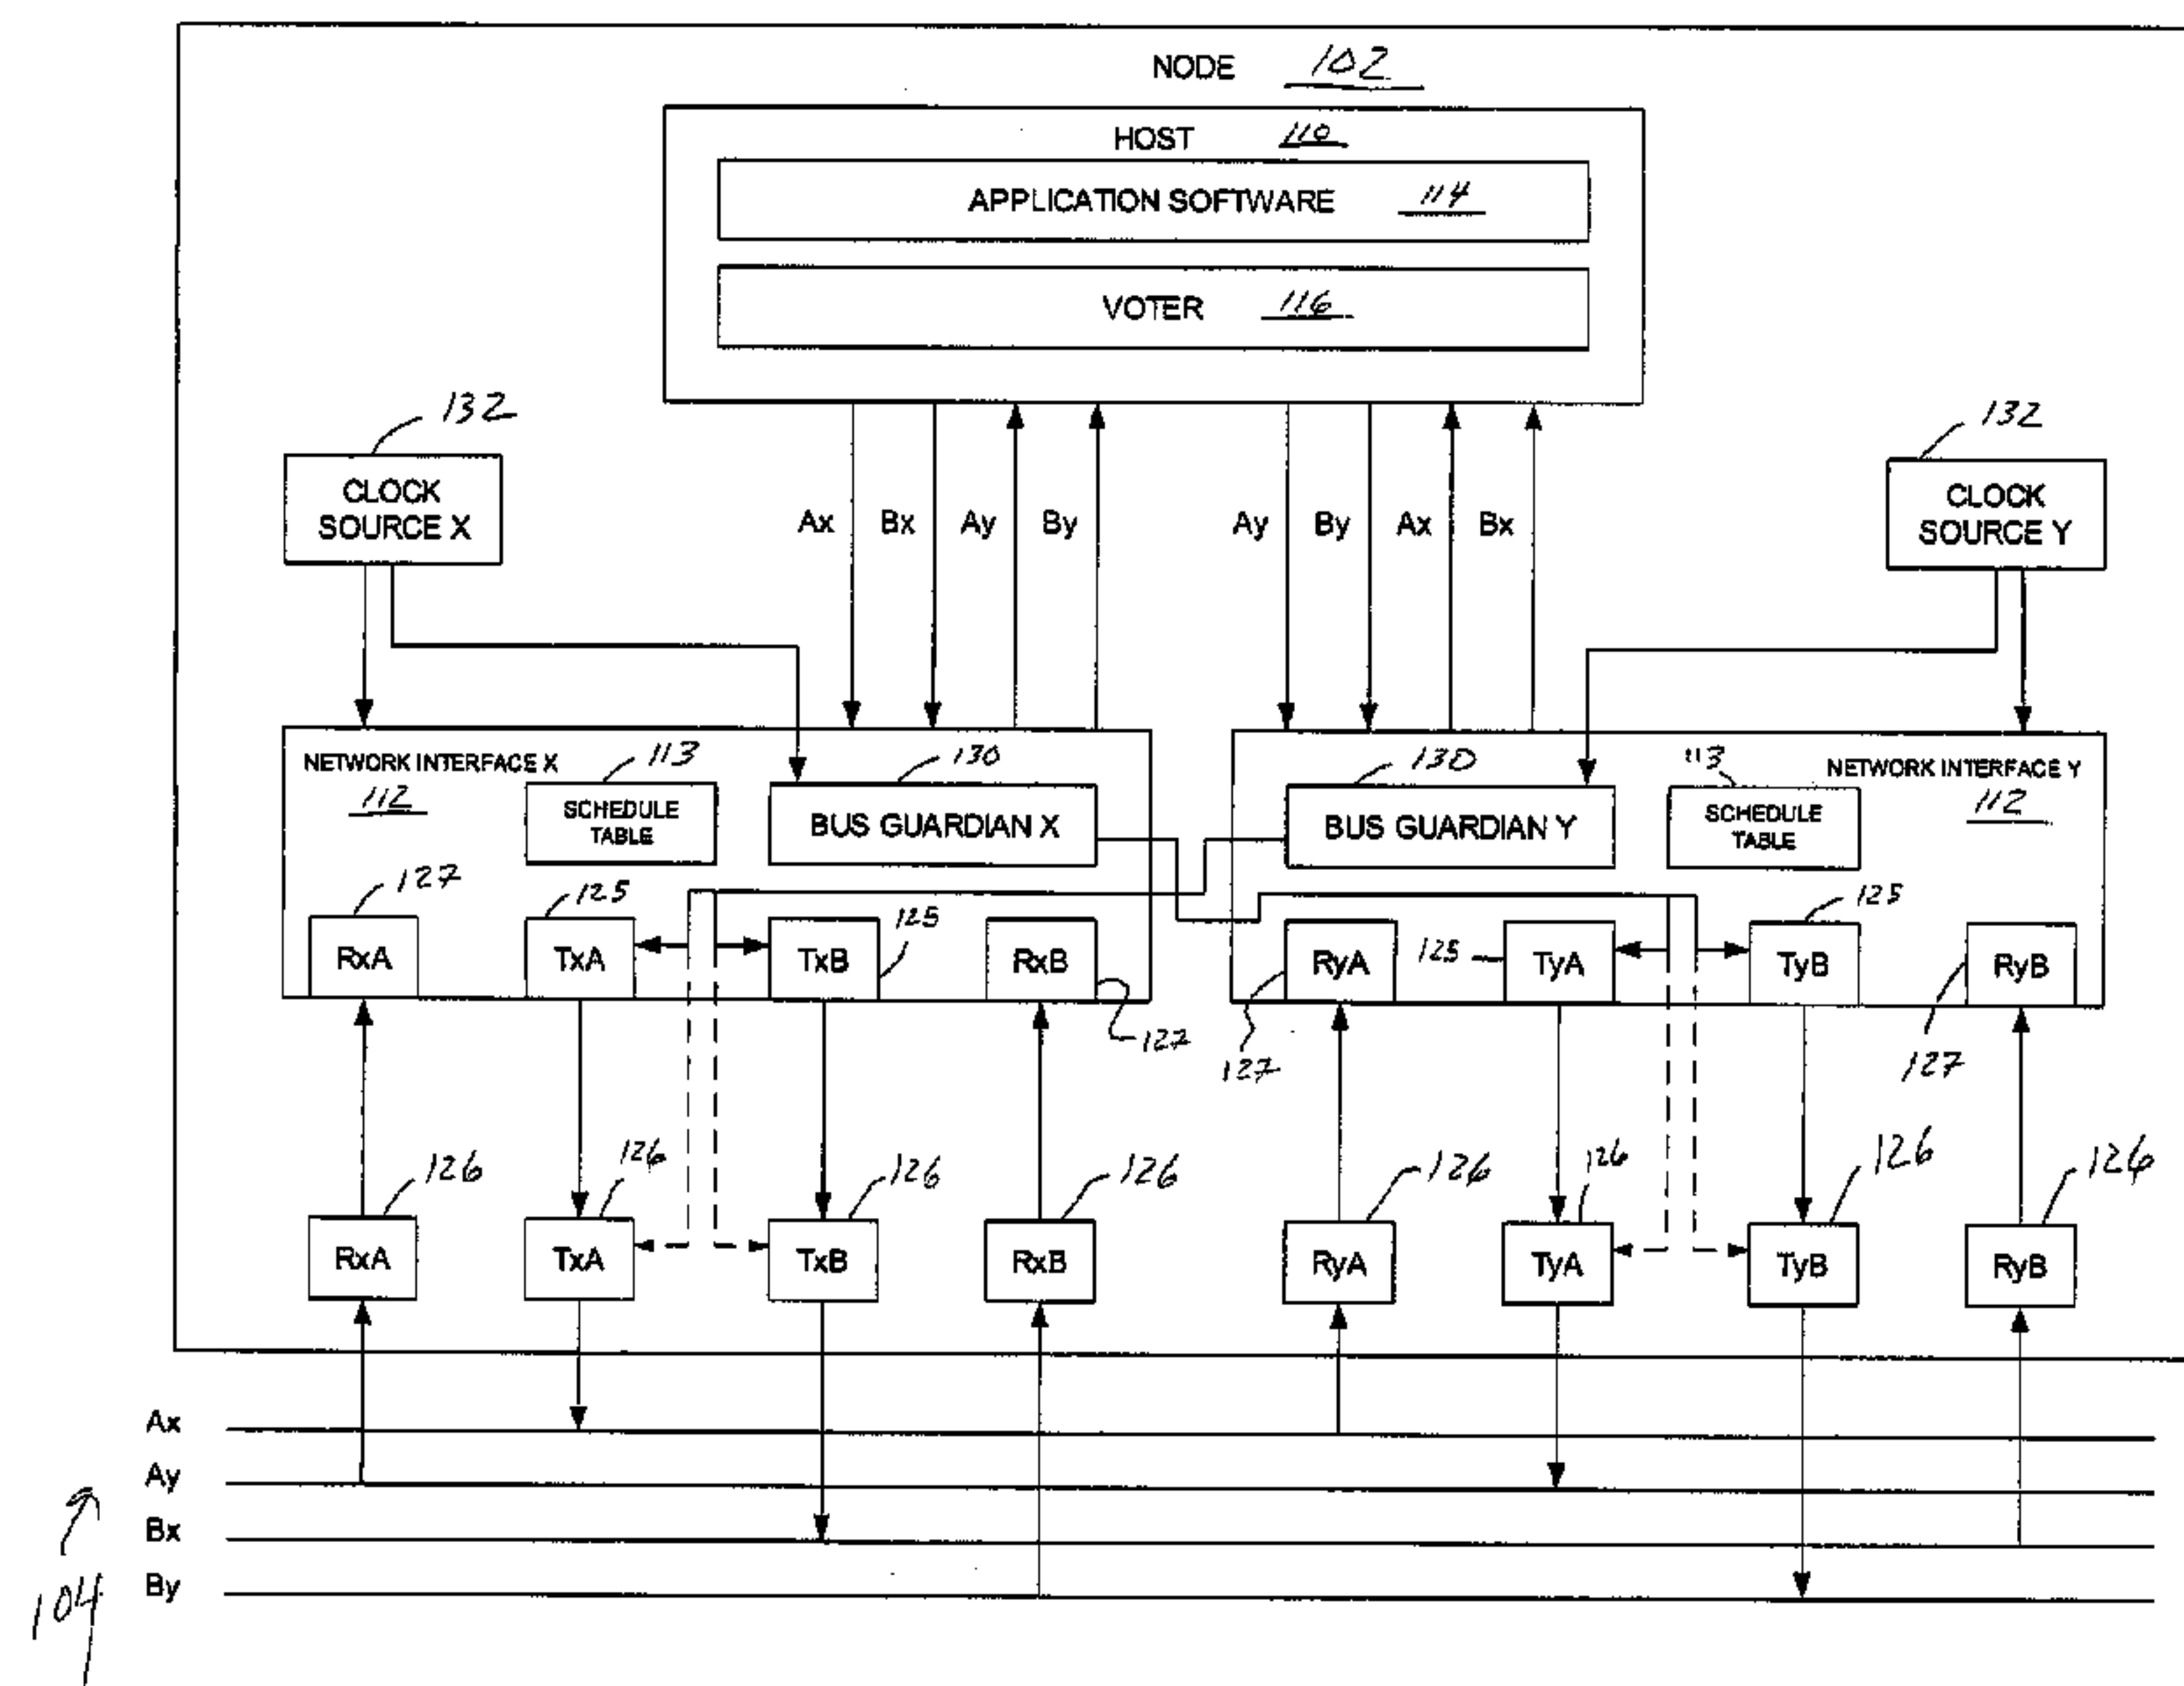 NODE 102
HOST 110
APPLICATION SOFTWARE 114
VOTER 116
132
132
CLOCK
SOURCE X
CLOCK
SOURCE Y
Ax Bx Ay By
Ay By Ax Bx
NETWORK INTERFACE X
112
113
SCHEDULE
TABLE
130
BUS GUARDIAN X
130
BUS GUARDIAN Y
113
SCHEDULE
TABLE
NETWORK INTERFACE Y
112
127
125
125
125
125
RxA
TxA
TxB
RxB
RyA
TyA
TyB
RyB
127
127
127
126
126
126
126
126
126
126
126
RxA
TxA
TxB
RxB
RyA
TyA
TyB
RyB
Ax
Ay
Bx
By
104